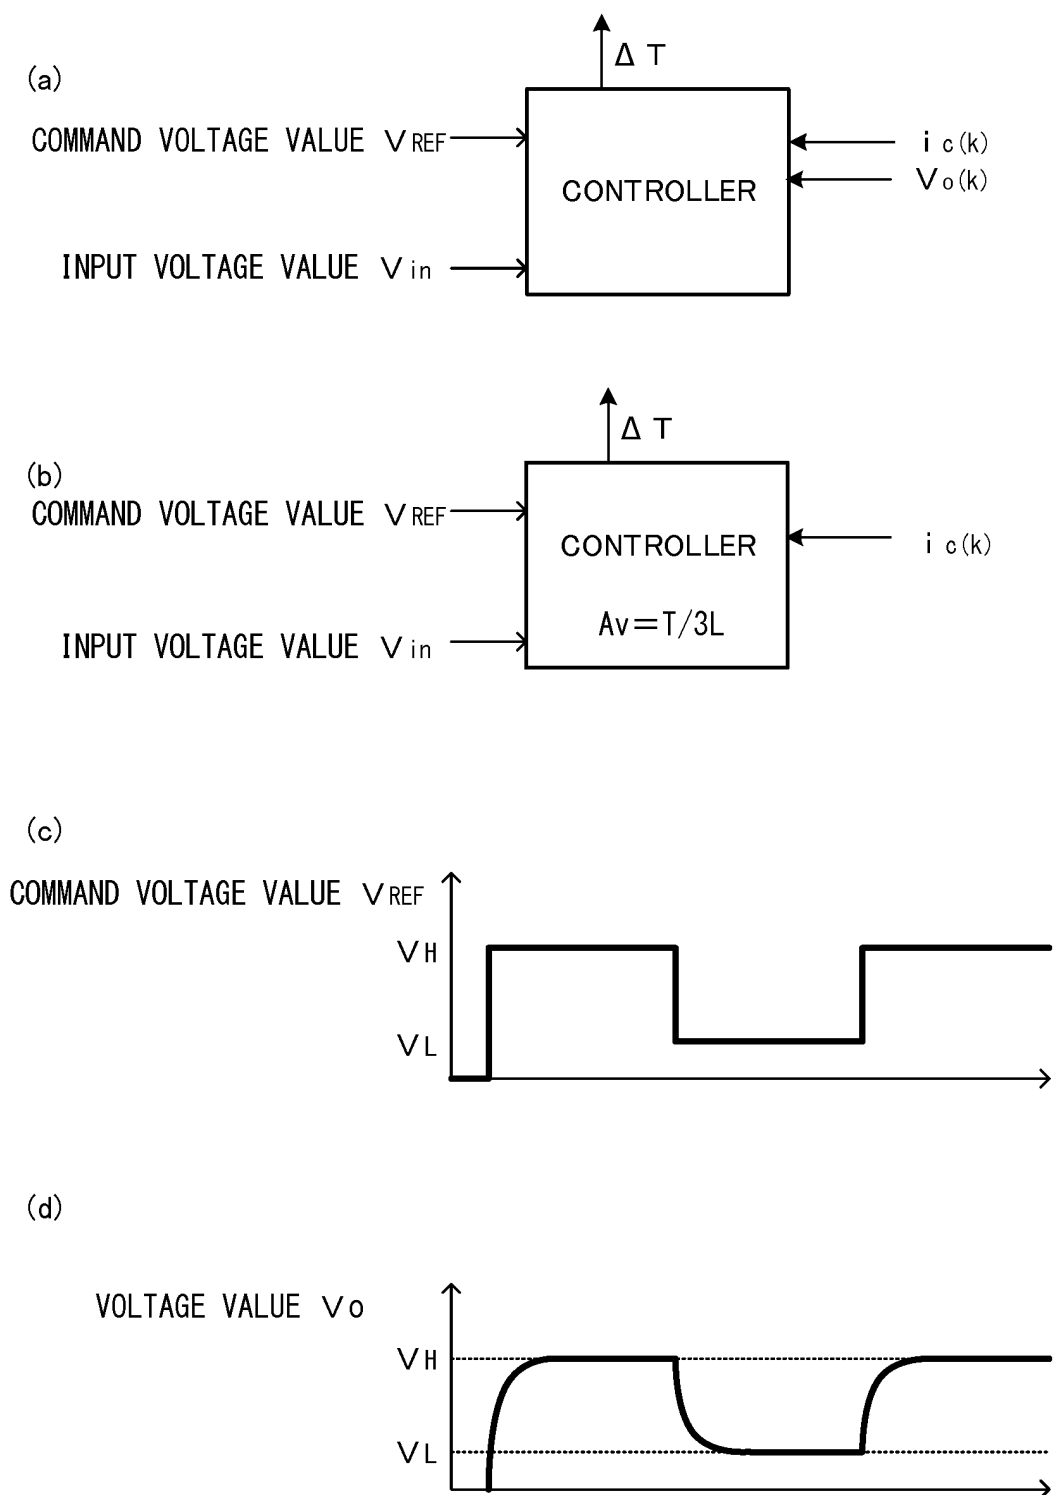 (a)
ΔT
COMMAND VOLTAGE VALUE VREF
ic(k)
CONTROLLER
Vo(k)
INPUT VOLTAGE VALUE Vin
ΔT
(b)
COMMAND VOLTAGE VALUE VREF
CONTROLLER
ic(k)
Av=T/3L
INPUT VOLTAGE VALUE Vin
(c)
COMMAND VOLTAGE VALUE VREF
VH
VL
(d)
VOLTAGE VALUE Vo
VH
VL